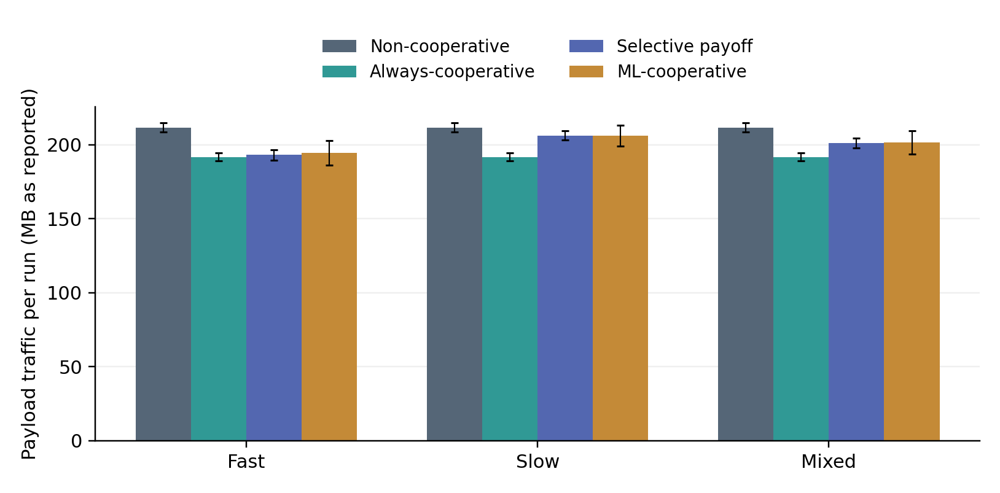 Non-cooperative
Always-cooperative
Selective payoff
ML-cooperative
Payload traffic per run (MB as reported)
200
150
100
50
0
Fast
Slow
Mixed